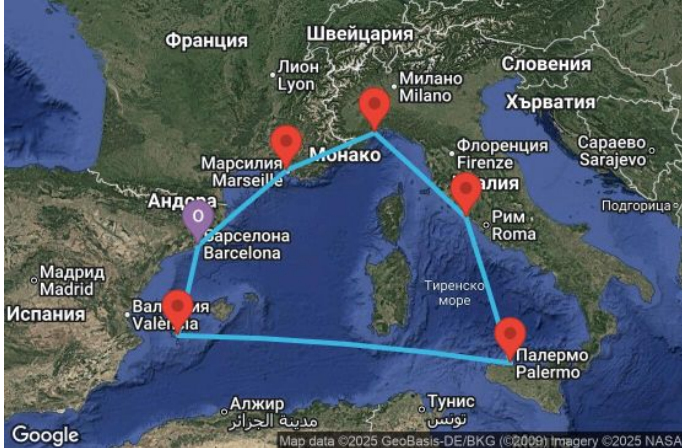 Франция
Швейцария
Лион
Lyon
Милано
Milano
Словения
Хърватия
Марсилия
Marseille
Монако
Флоренция
Firenze
Сараево
Sarajevo
Андора
О
Барселона
Barcelona
Рим
Roma
Подгорица
Мадрид
Madrid
Испания
València
Тиренско
море
Палермо
Palermo
Алжир
مدينة الجزائر
Тунис
تونس
Google
Map data ©2025 GeoBasis-DE/BKG (©2009) Imagery ©2025 NASA